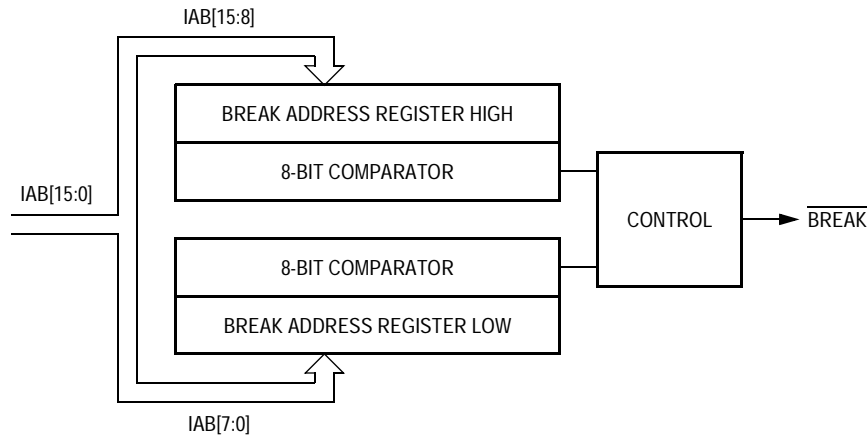 IAB[15:8]
BREAK ADDRESS REGISTER HIGH
8-BIT COMPARATOR
IAB[15:0]
CONTROL
BREAK
8-BIT COMPARATOR
BREAK ADDRESS REGISTER LOW
IAB[7:0]